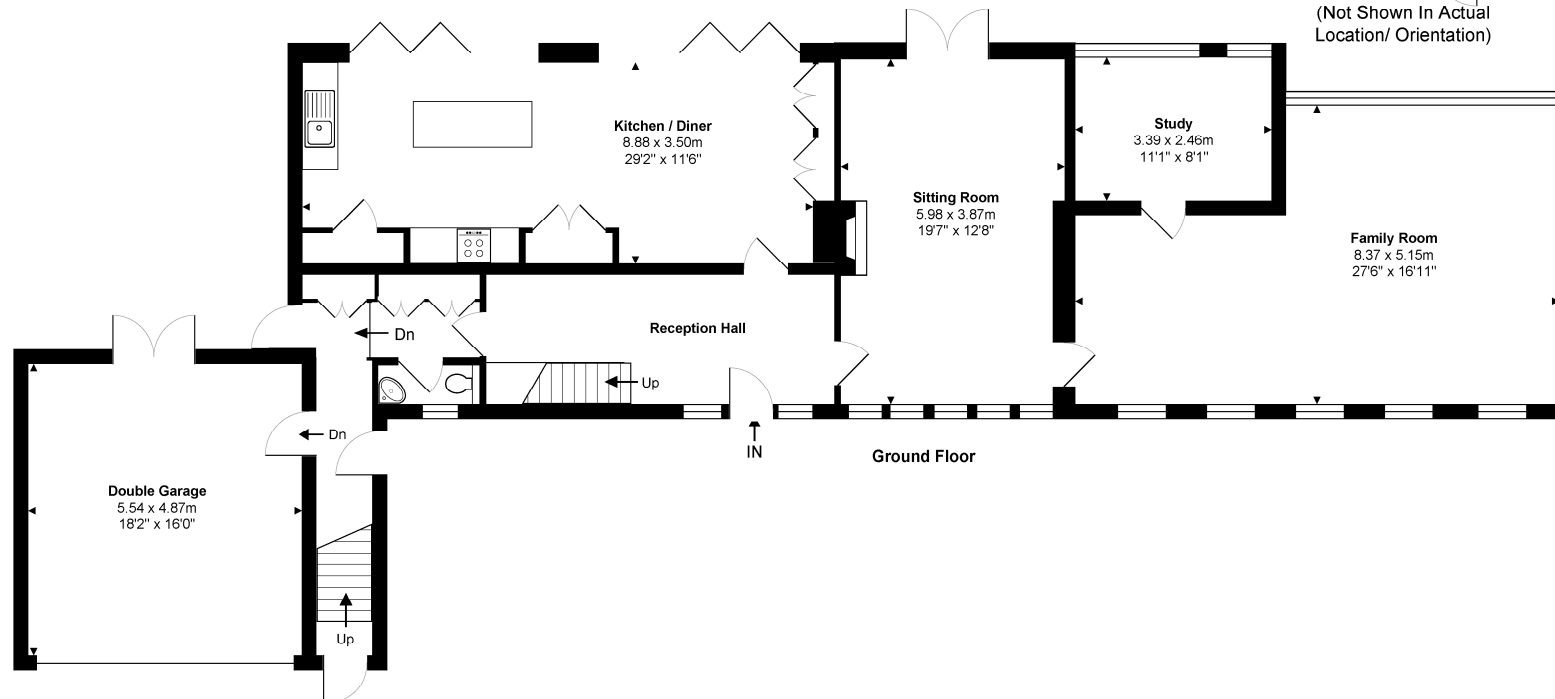 (Not Shown In Actual
Location/ Orientation)
Kitchen / Diner
8.88 x 3.50m
29'2" x 11'6"
Study
3.39 x 2.46m
11'1" x 8'1"
Sitting Room
5.98 x 3.87m
19'7" x 12'8"
Family Room
8.37 x 5.15m
27'6" x 16'11"
Reception Hall
Dn
Up
Dn
IN
Ground Floor
Double Garage
5.54 x 4.87m
18'2" x 16'0"
Up